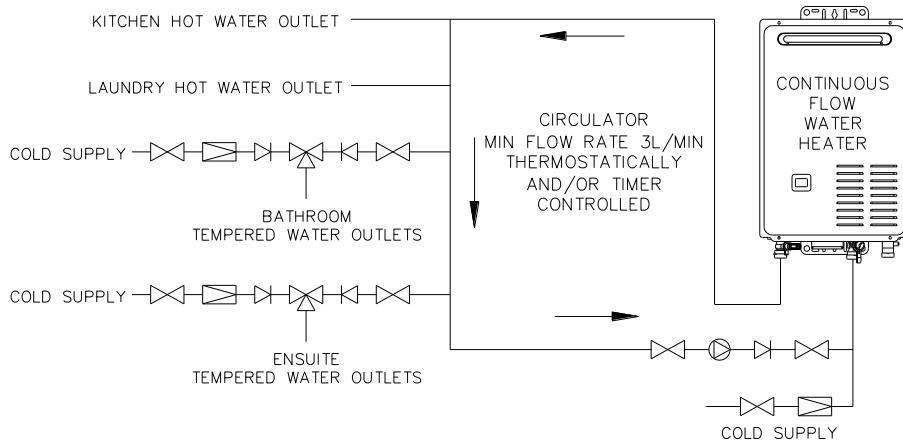 KITCHEN HOT WATER OUTLET
LAUNDRY HOT WATER OUTLET
COLD SUPPLY
BATHROOM
TEMPERED WATER OUTLETS
COLD SUPPLY
ENSUITE
TEMPERED WATER OUTLETS
CIRCULATOR
MIN FLOW RATE 3L/MIN
THERMOSTATICALLY
AND/OR TIMER
CONTROLLED
CONTINUOUS
FLOW
WATER
HEATER
COLD SUPPLY